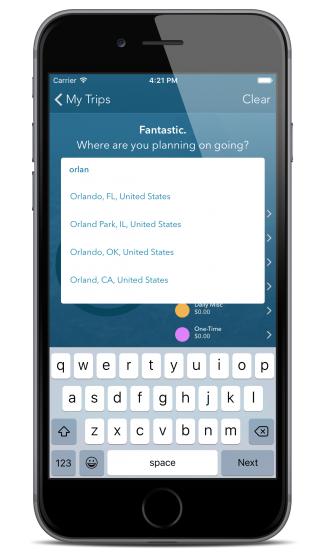 Carrier 4:21 PM
My Trips Clear
Fantastic.
Where are you planning on going?
orlan
Orlando, FL, United States
Orland Park, IL, United States
Orlando, OK, United States
Orland, CA, United States
Daily Misc
$0.00
One-Time
$0.00
q w e r t y u i o p
a s d f g h j k l
z x c v b n m
123 space Next